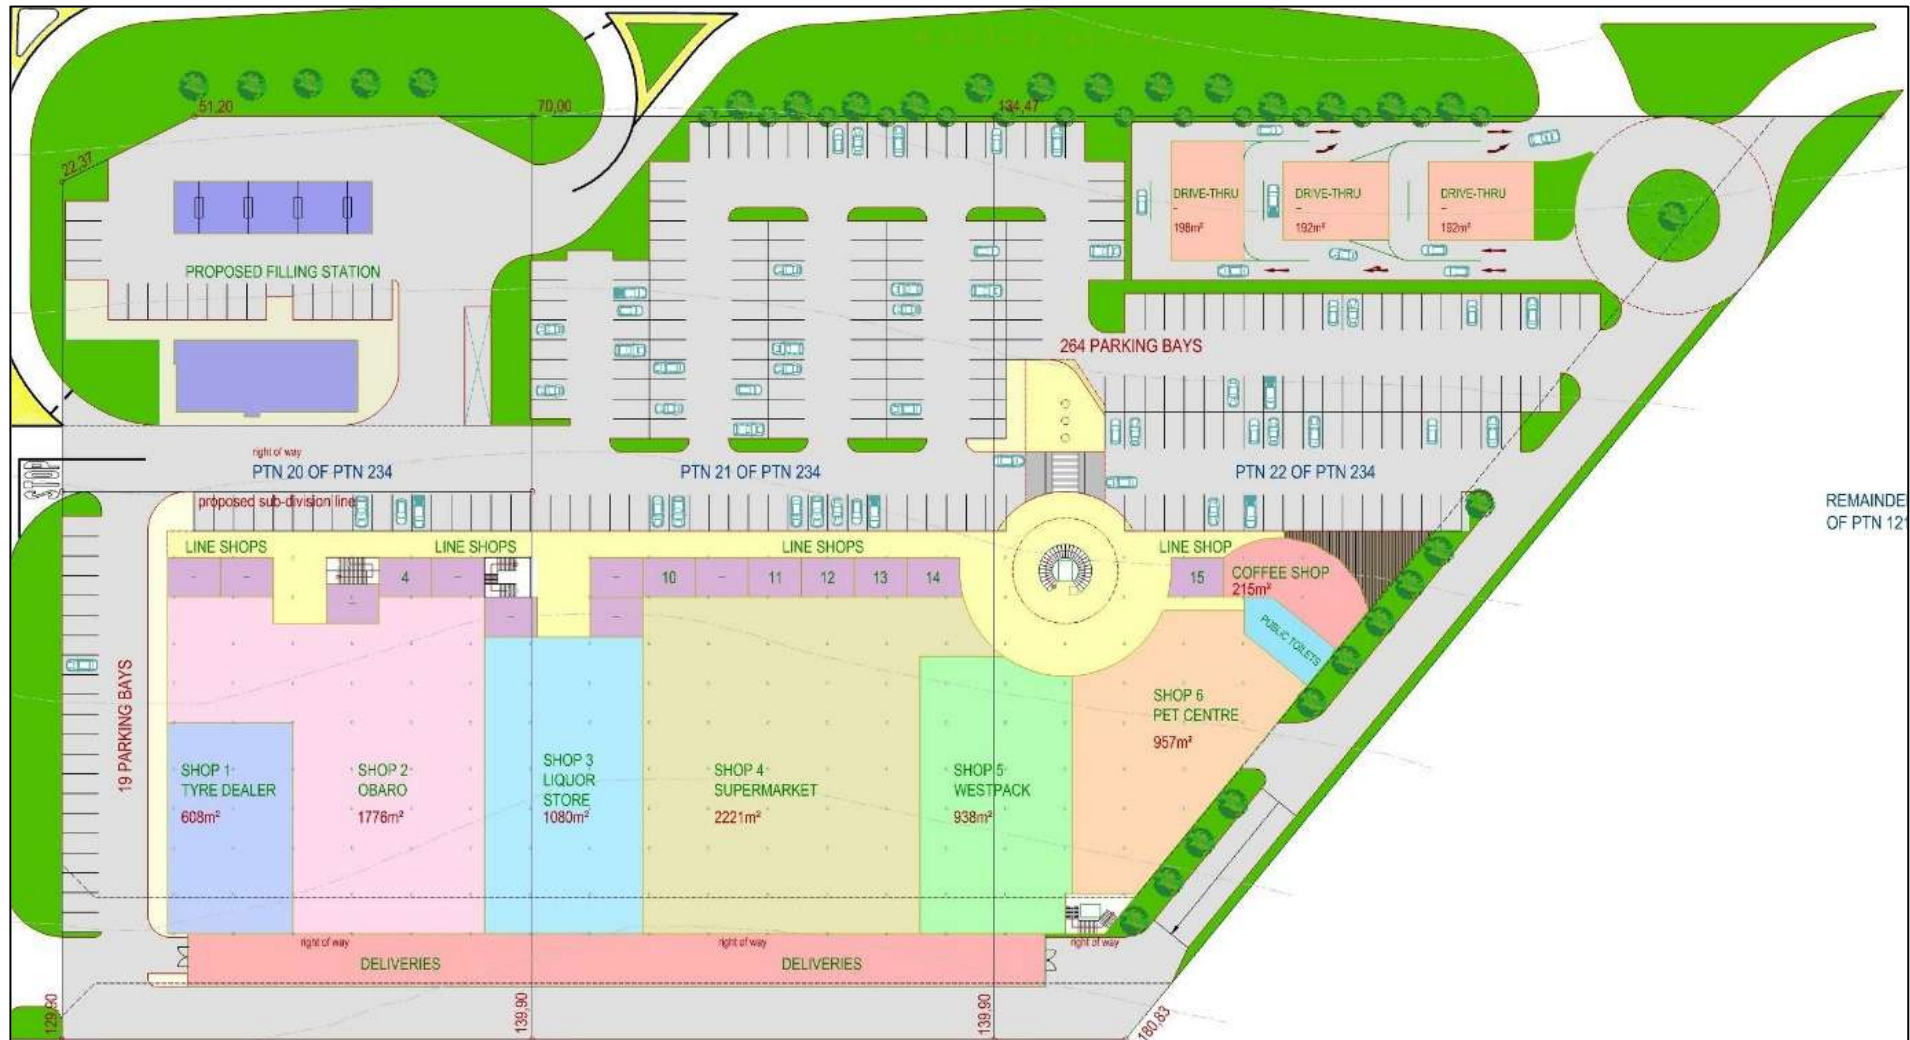 51,20
70,00
134,47
22,37
DRIVE-THRU
198m²
DRIVE-THRU
192m²
DRIVE-THRU
192m²
PROPOSED FILLING STATION
264 PARKING BAYS
right of way
PTN 20 OF PTN 234
PTN 21 OF PTN 234
PTN 22 OF PTN 234
proposed sub-division line
REMAINDE
OF PTN 121
LINE SHOPS
LINE SHOPS
LINE SHOPS
LINE SHOP
4
10
11
12
13
14
15
COFFEE SHOP
215m²
PUBLIC TOILETS
19 PARKING BAYS
SHOP 1
TYRE DEALER
608m²
SHOP 2
OBARO
1776m²
SHOP 3
LIQUOR
STORE
1080m²
SHOP 4
SUPERMARKET
2221m²
SHOP 5
WESTPACK
938m²
SHOP 6
PET CENTRE
957m²
right of way
right of way
right of way
DELIVERIES
DELIVERIES
129,90
139,90
139,90
180,83